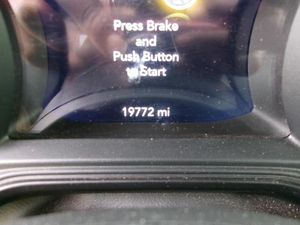 Press Brake
and
Push Button
to Start
19772 mi